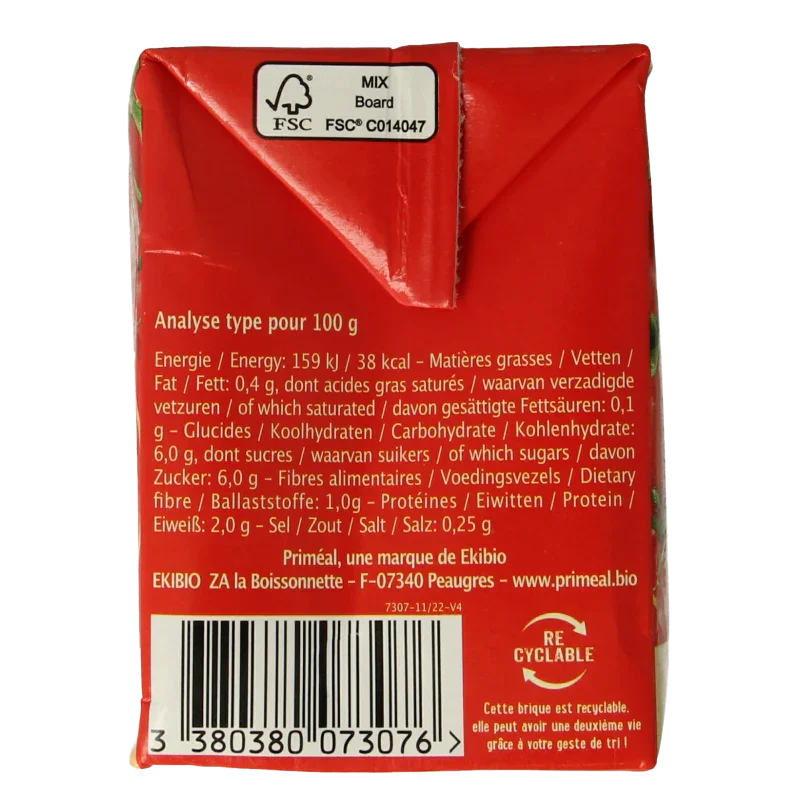 MIX
Board
FSC® C014047
FSC
®
Analyse type pour 100 g
Energie / Energy: 159 kJ / 38 kcal – Matières grasses / Vetten /
Fat / Fett: 0,4 g, dont acides gras saturés / waarvan verzadigde
vetzuren / of which saturated / davon gesättigte Fettsäuren: 0,1
g – Glucides / Koolhydraten / Carbohydrate / Kohlenhydrate:
6,0 g, dont sucres / waarvan suikers / of which sugars / davon
Zucker: 6,0 g – Fibres alimentaires / Voedingsvezels / Dietary
fibre / Ballaststoffe: 1,0g – Protéines / Eiwitten / Protein /
Eiweiß: 2,0 g – Sel / Zout / Salt / Salz: 0,25 g
Priméal, une marque de Ekibio
EKIBIO ZA la Boissonnette – F-07340 Peaugres – www.primeal.bio
7307-11/22-V4
3 380380 073076 >
RE
CYCLABLE
Cette brique est recyclable.
elle peut avoir une deuxième vie
grâce à votre geste de tri !